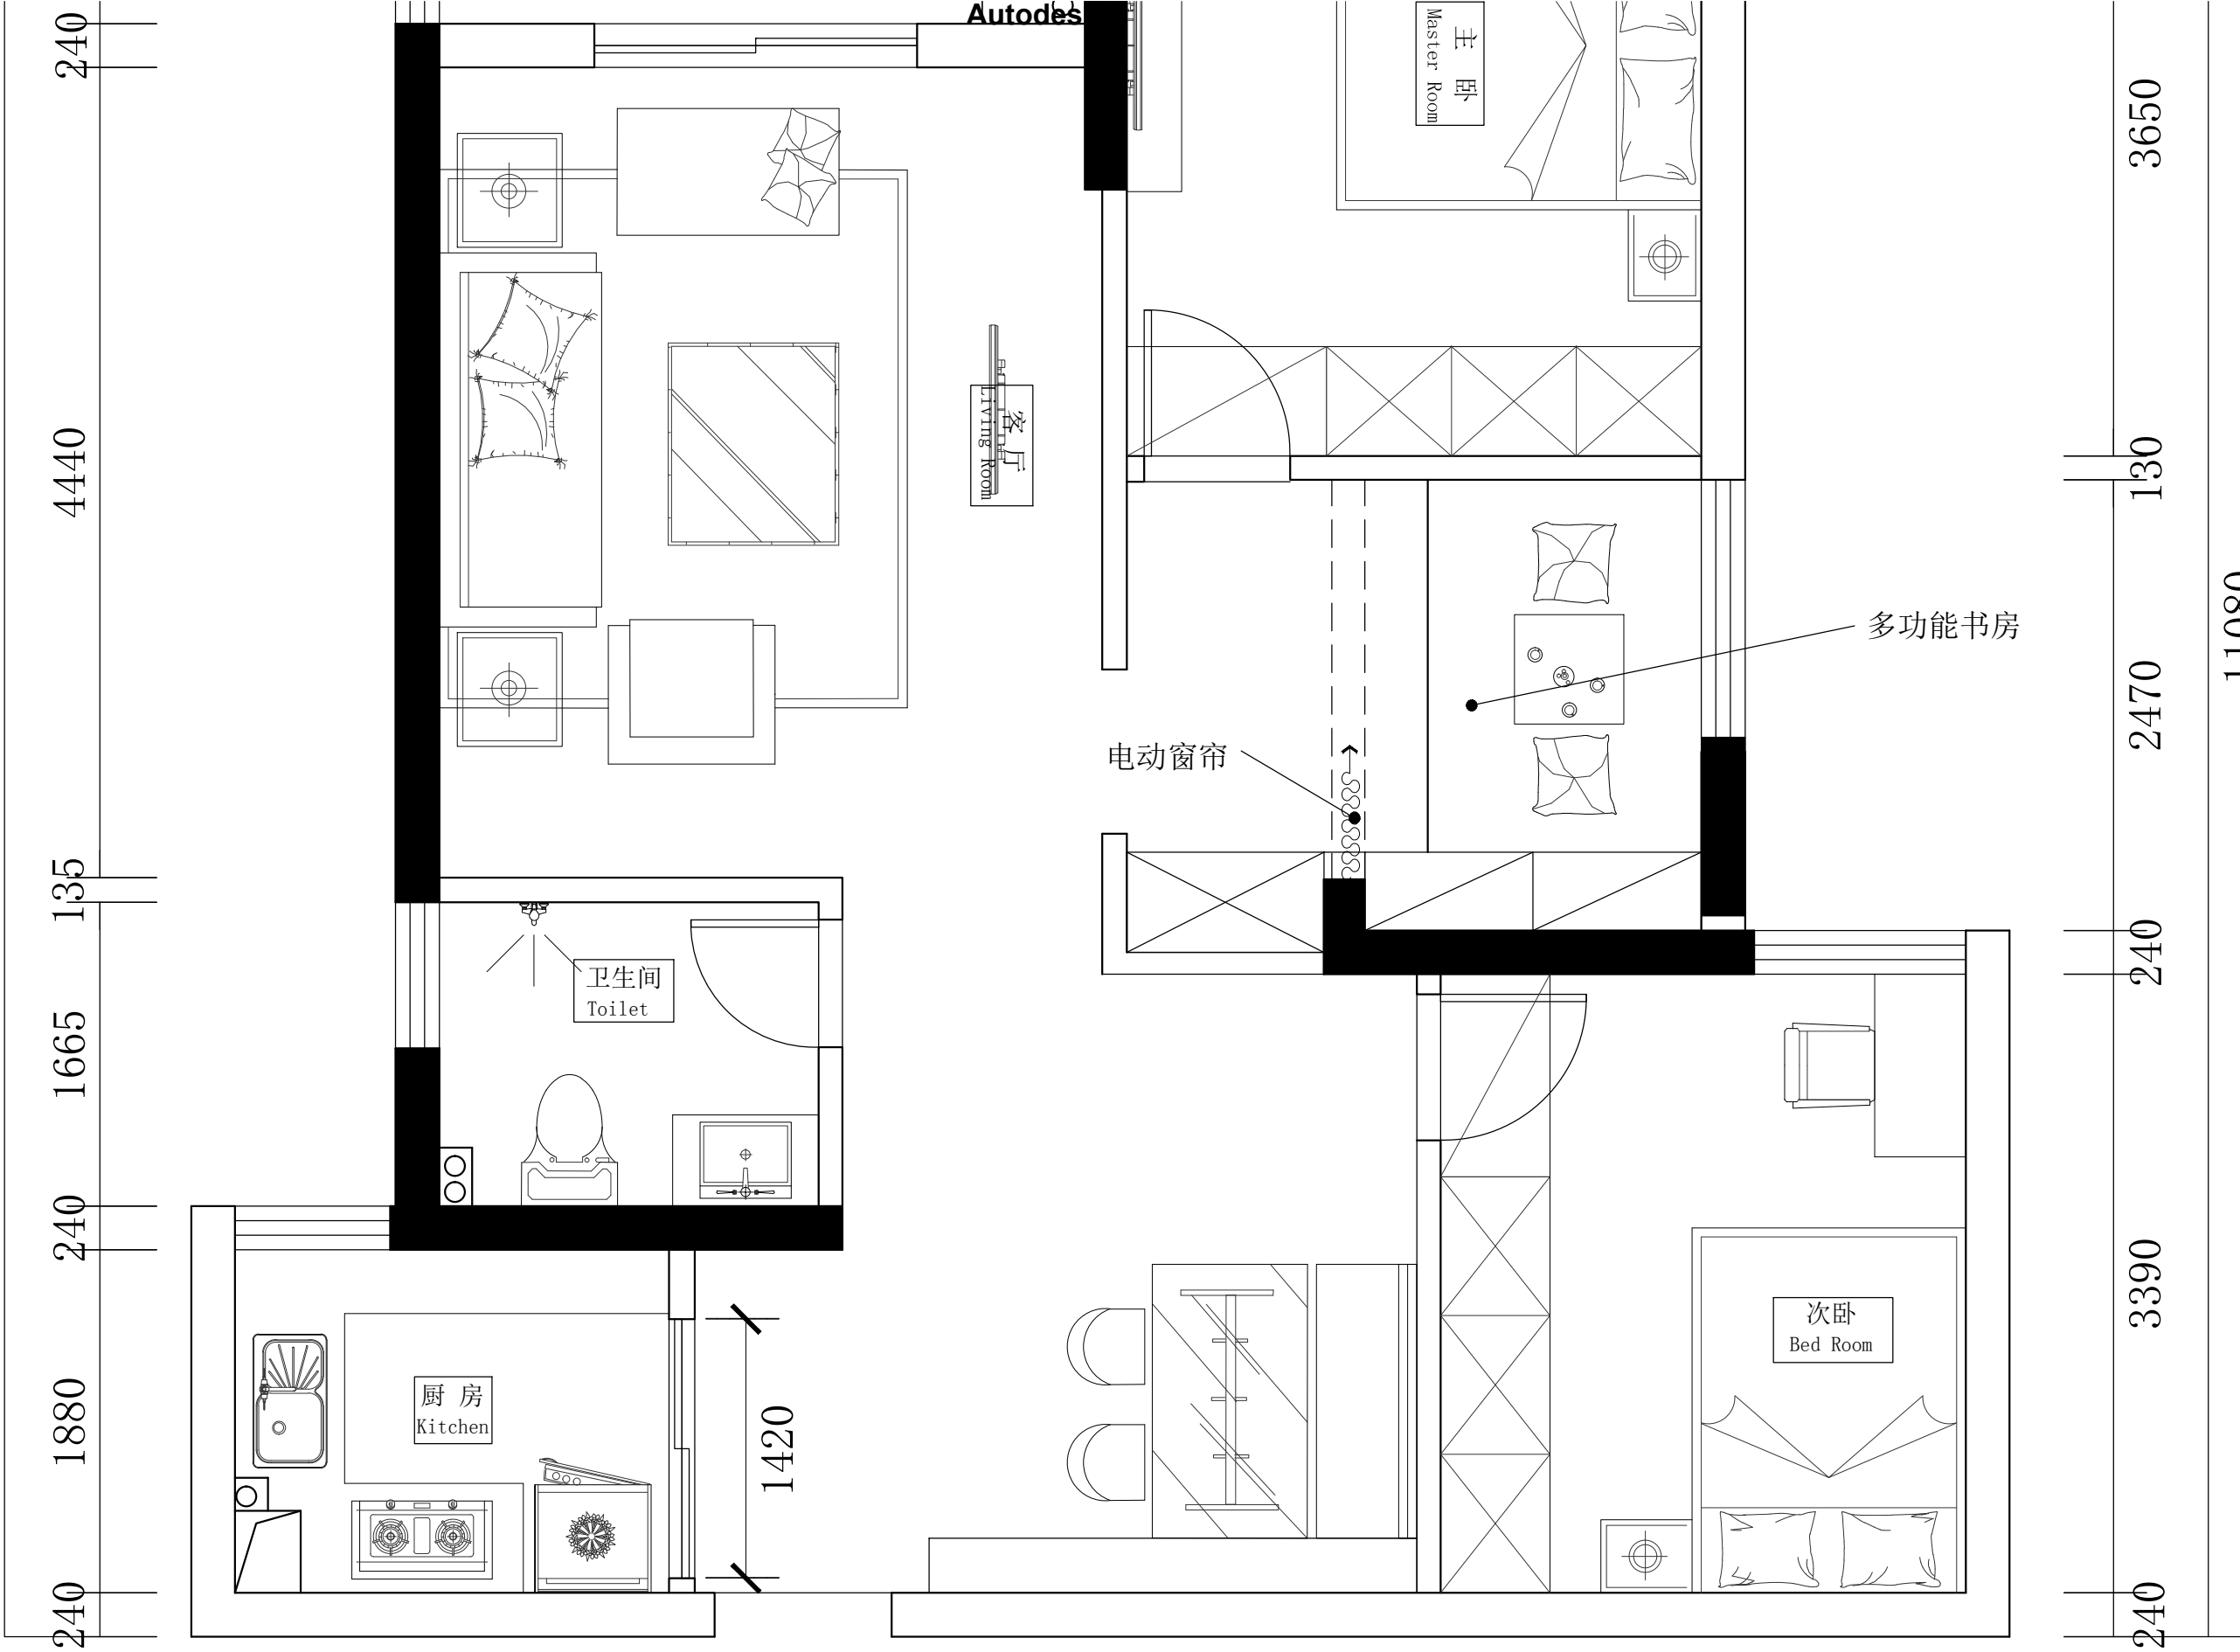 Autodes
240
4440
135
1665
240
1880
240
主 卧
Master Room
客 厅
Living Room
3650
130
2470
240
3390
240
11080
多功能书房
电动窗帘
卫生间
Toilet
厨 房
Kitchen
1420
次卧
Bed Room